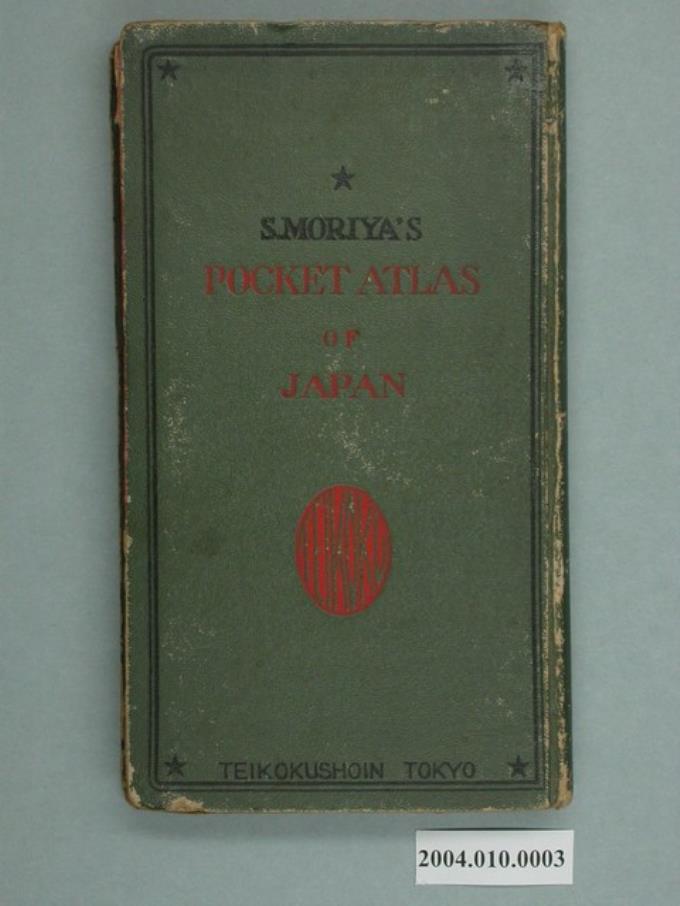 S.MORIYA'S
POCKET ATLAS
OF
JAPAN
TEIKOKUSHOIN TOKYO
2004.010.0003